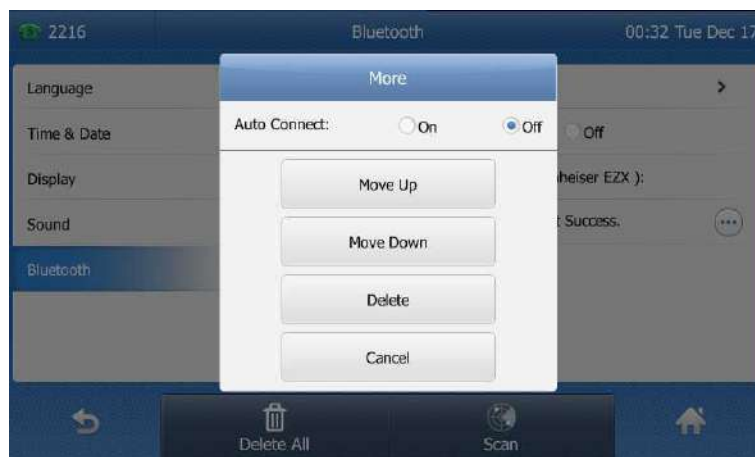 2216 Bluetooth 00:32 Tue Dec 17
More
Language
Auto Connect: On Off
Off
Time & Date
Move Up
Display
heiser EZX ):
Sound
Move Down
t Success.
Bluetooth
Delete
Cancel
Delete All Scan